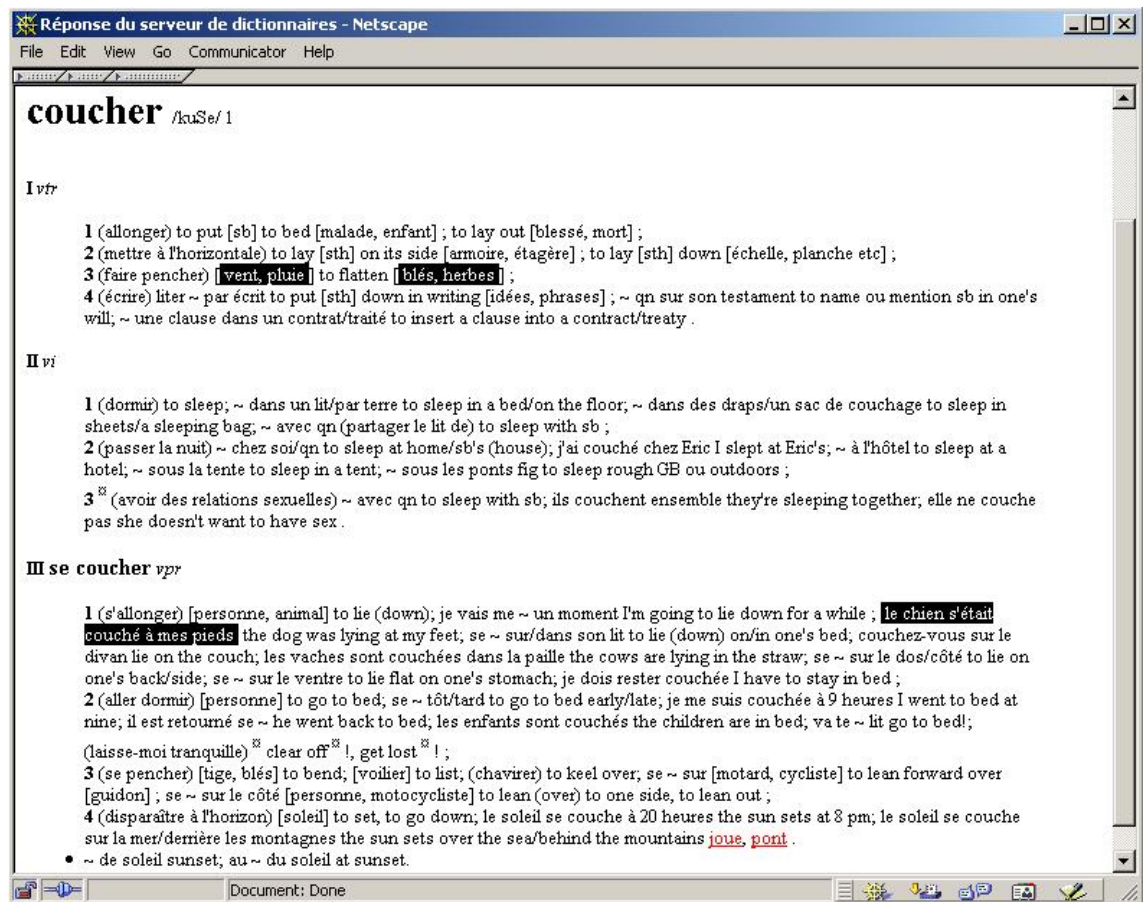 Réponse du serveur de dictionnaires - Netscape
File Edit View Go Communicator Help
coucher /kuSe/ 1
I vtr
1 (allonger) to put [sb] to bed [malade, enfant] ; to lay out [blessé, mort] ;
2 (mettre à l'horizontale) to lay [sth] on its side [armoire, étagère] ; to lay [sth] down [échelle, planche etc] ;
3 (faire pencher) [ vent, pluie ] to flatten [ blés, herbes ] ;
4 (écrire) liter ~ par écrit to put [sth] down in writing [idées, phrases] ; ~ qn sur son testament to name ou mention sb in one's
will; ~ une clause dans un contrat/traité to insert a clause into a contract/treaty .
II vi
1 (dormir) to sleep; ~ dans un lit/par terre to sleep in a bed/on the floor; ~ dans des draps/un sac de couchage to sleep in
sheets/a sleeping bag; ~ avec qn (partager le lit de) to sleep with sb ;
2 (passer la nuit) ~ chez soi/qn to sleep at home/sb's (house); j'ai couché chez Eric I slept at Eric's; ~ à l'hôtel to sleep at a
hotel; ~ sous la tente to sleep in a tent; ~ sous les ponts fig to sleep rough GB ou outdoors ;
3 ¤ (avoir des relations sexuelles) ~ avec qn to sleep with sb; ils couchent ensemble they're sleeping together; elle ne couche
pas she doesn't want to have sex .
III se coucher vpr
1 (s'allonger) [personne, animal] to lie (down); je vais me ~ un moment I'm going to lie down for a while ; le chien s'était
couché à mes pieds the dog was lying at my feet; se ~ sur/dans son lit to lie (down) on/in one's bed; couchez-vous sur le
divan lie on the couch; les vaches sont couchées dans la paille the cows are lying in the straw; se ~ sur le dos/côté to lie on
one's back/side; se ~ sur le ventre to lie flat on one's stomach; je dois rester couchée I have to stay in bed ;
2 (aller dormir) [personne] to go to bed; se ~ tôt/tard to go to bed early/late; je me suis couchée à 9 heures I went to bed at
nine; il est retourné se ~ he went back to bed; les enfants sont couchés the children are in bed; va te ~ lit go to bed!;
(laisse-moi tranquille) ¤ clear off ¤ !, get lost ¤ ! ;
3 (se pencher) [tige, blés] to bend; [voilier] to list; (chavirer) to keel over; se ~ sur [motard, cycliste] to lean forward over
[guidon] ; se ~ sur le côté [personne, motocycliste] to lean (over) to one side, to lean out ;
4 (disparaître à l'horizon) [soleil] to set, to go down; le soleil se couche à 20 heures the sun sets at 8 pm; le soleil se couche
sur la mer/derrière les montagnes the sun sets over the sea/behind the mountains joue, pont .
• ~ de soleil sunset; au ~ du soleil at sunset.
Document: Done